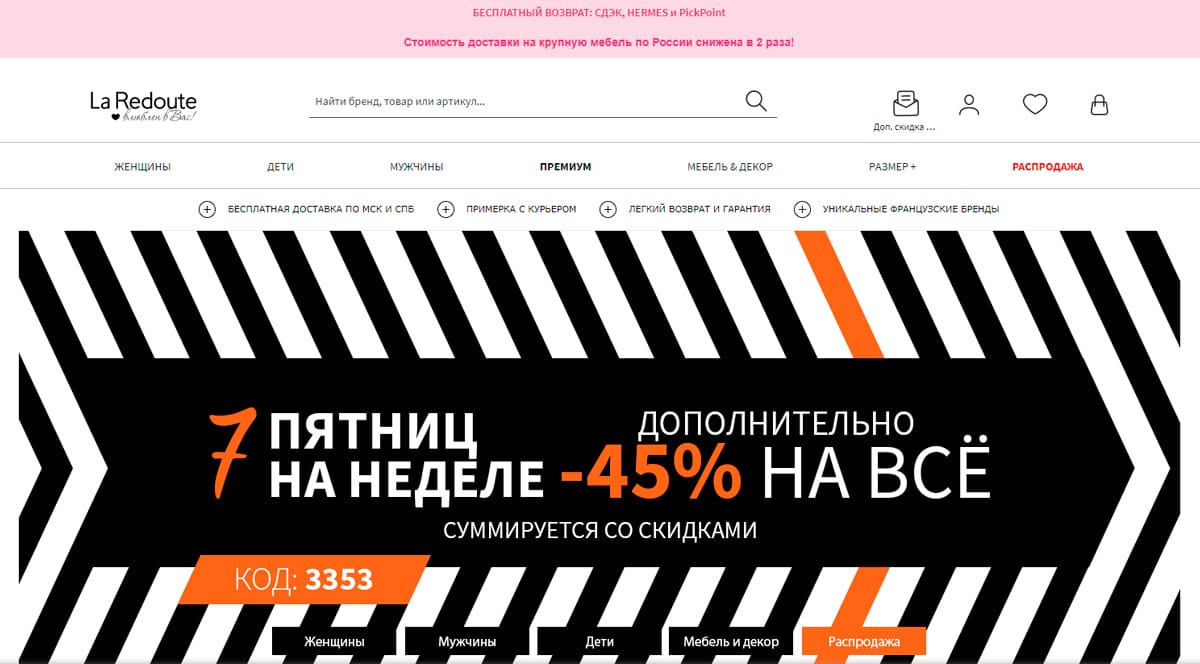 БЕСПЛАТНЫЙ ВОЗВРАТ: СДЭК, HERMES и PickPoint
Стоимость доставки на крупную мебель по России снижена в 2 раза!
La Redoute
влюблен в Вас!
Найти бренд, товар или артикул...
Доп. скидка ...
ЖЕНЩИНЫ ДЕТИ МУЖЧИНЫ ПРЕМИУМ МЕБЕЛЬ & ДЕКОР РАЗМЕР + РАСПРОДАЖА
БЕСПЛАТНАЯ ДОСТАВКА ПО МСК И СПБ ПРИМЕРКА С КУРЬЕРОМ ЛЕГКИЙ ВОЗВРАТ И ГАРАНТИЯ УНИКАЛЬНЫЕ ФРАНЦУЗСКИЕ БРЕНДЫ
7 ПЯТНИЦ
НА НЕДЕЛЕ
ДОПОЛНИТЕЛЬНО
-45% НА ВСЁ
СУММИРУЕТСЯ СО СКИДКАМИ
КОД: 3353
Женщины Мужчины Дети Мебель и декор Распродажа